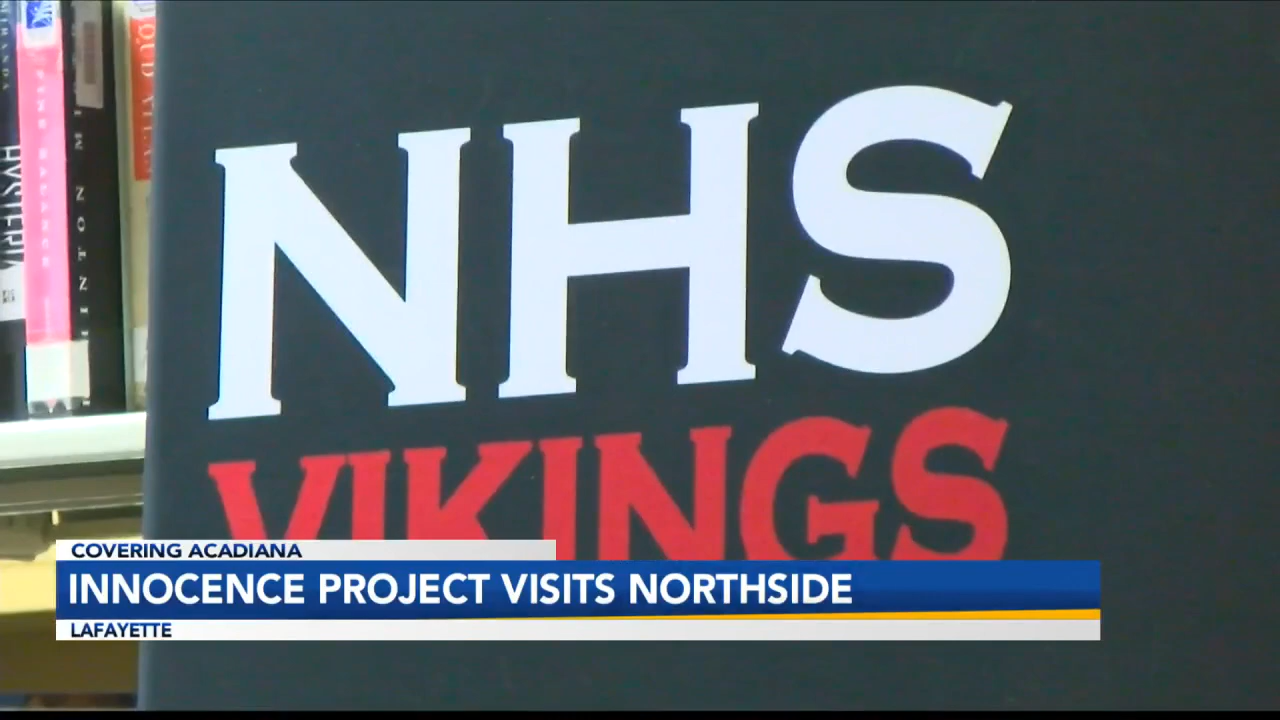 NHS
VIKINGS
HYSTERIA
COVERING ACADIANA
INNOCENCE PROJECT VISITS NORTHSIDE
LAFAYETTE